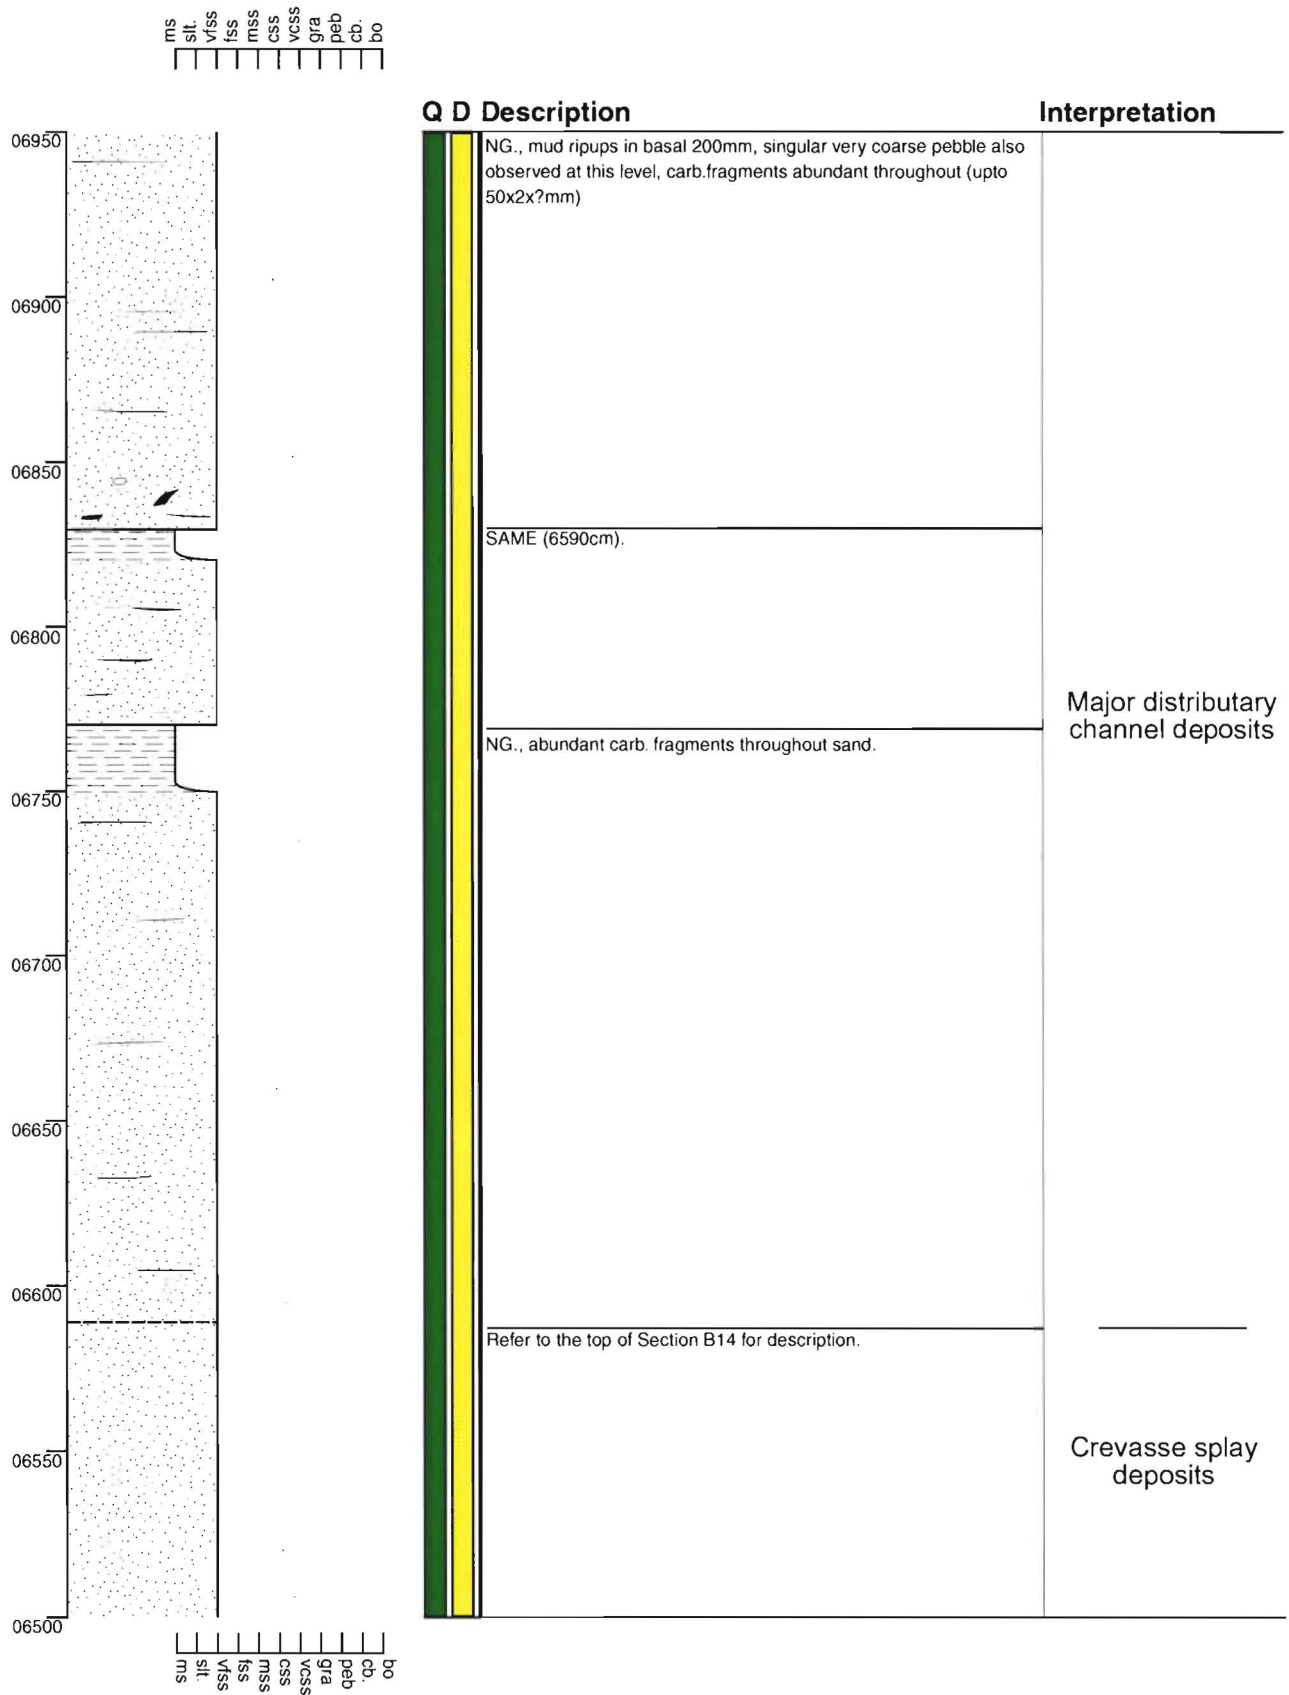 ms
slt.
vfss
fss
mss
css
vcss
gra
peb
cb.
bo
Q D Description Interpretation
06950
NG., mud ripups in basal 200mm, singular very coarse pebble also
observed at this level, carb.fragments abundant throughout (upto
50x2x?mm)
06900
06850
SAME (6590cm).
06800
Major distributary
channel deposits
NG., abundant carb. fragments throughout sand.
06750
06700
06650
06600
Refer to the top of Section B14 for description.
06550
Crevasse splay
deposits
06500
ms
slt.
vfss
fss
mss
css
vcss
gra
peb
cb.
bo